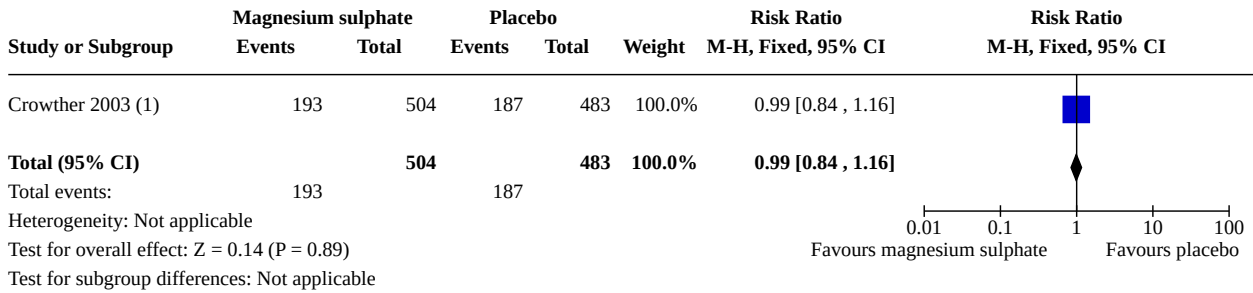 Magnesium sulphate Placebo Risk Ratio Risk Ratio
Study or Subgroup Events Total Events Total Weight M-H, Fixed, 95% CI M-H, Fixed, 95% CI
Crowther 2003 (1) 193 504 187 483 100.0% 0.99 [0.84 , 1.16]
Total (95% CI) 504 483 100.0% 0.99 [0.84 , 1.16]
Total events: 193 187
Heterogeneity: Not applicable
0.01 0.1 1 10 100
Test for overall effect: Z = 0.14 (P = 0.89) Favours magnesium sulphate Favours placebo
Test for subgroup differences: Not applicable